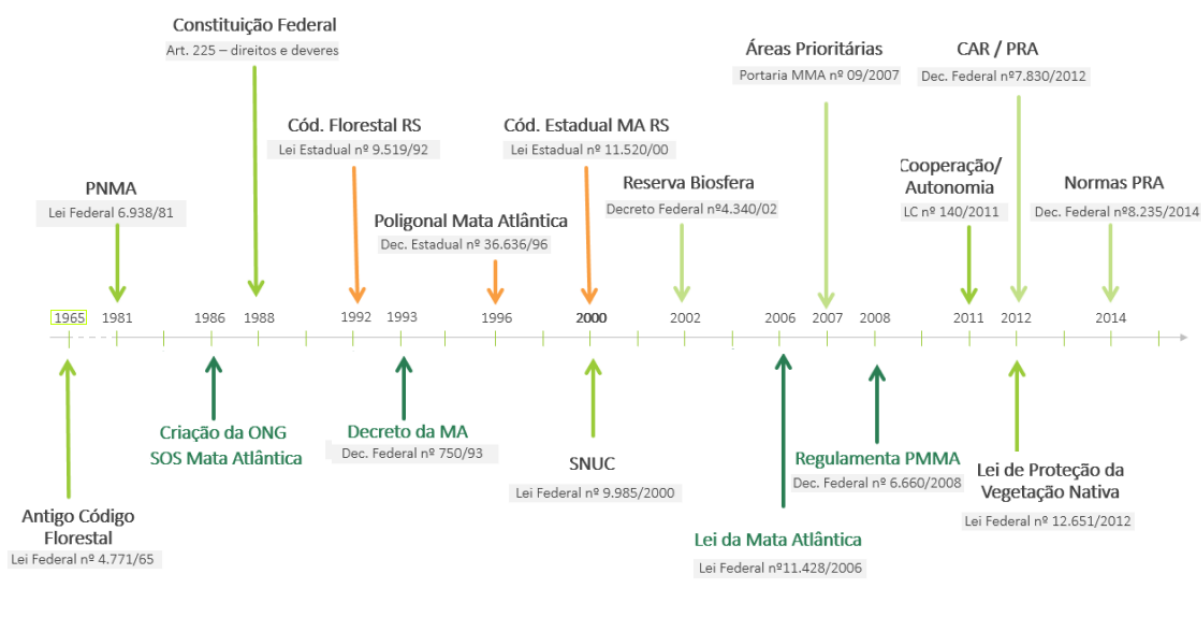 Constituição Federal
Art. 225 – direitos e deveres
Áreas Prioritárias
Portaria MMA nº 09/2007
CAR / PRA
Dec. Federal nº7.830/2012
Cód. Florestal RS
Lei Estadual nº 9.519/92
Cód. Estadual MA RS
Lei Estadual nº 11.520/00
PNMA
Lei Federal 6.938/81
Poligonal Mata Atlântica
Dec. Estadual nº 36.636/96
Reserva Biosfera
Decreto Federal nº4.340/02
Cooperação/
Autonomia
LC nº 140/2011
Normas PRA
Dec. Federal nº8.235/2014
1965 1981 1986 1988 1992 1993 1996 2000 2002 2006 2007 2008 2011 2012 2014
Criação da ONG
SOS Mata Atlântica
Decreto da MA
Dec. Federal nº 750/93
SNUC
Lei Federal nº 9.985/2000
Regulamenta PMMA
Dec. Federal nº 6.660/2008
Lei de Proteção da
Vegetação Nativa
Lei Federal nº 12.651/2012
Antigo Código
Florestal
Lei Federal nº 4.771/65
Lei da Mata Atlântica
Lei Federal nº11.428/2006